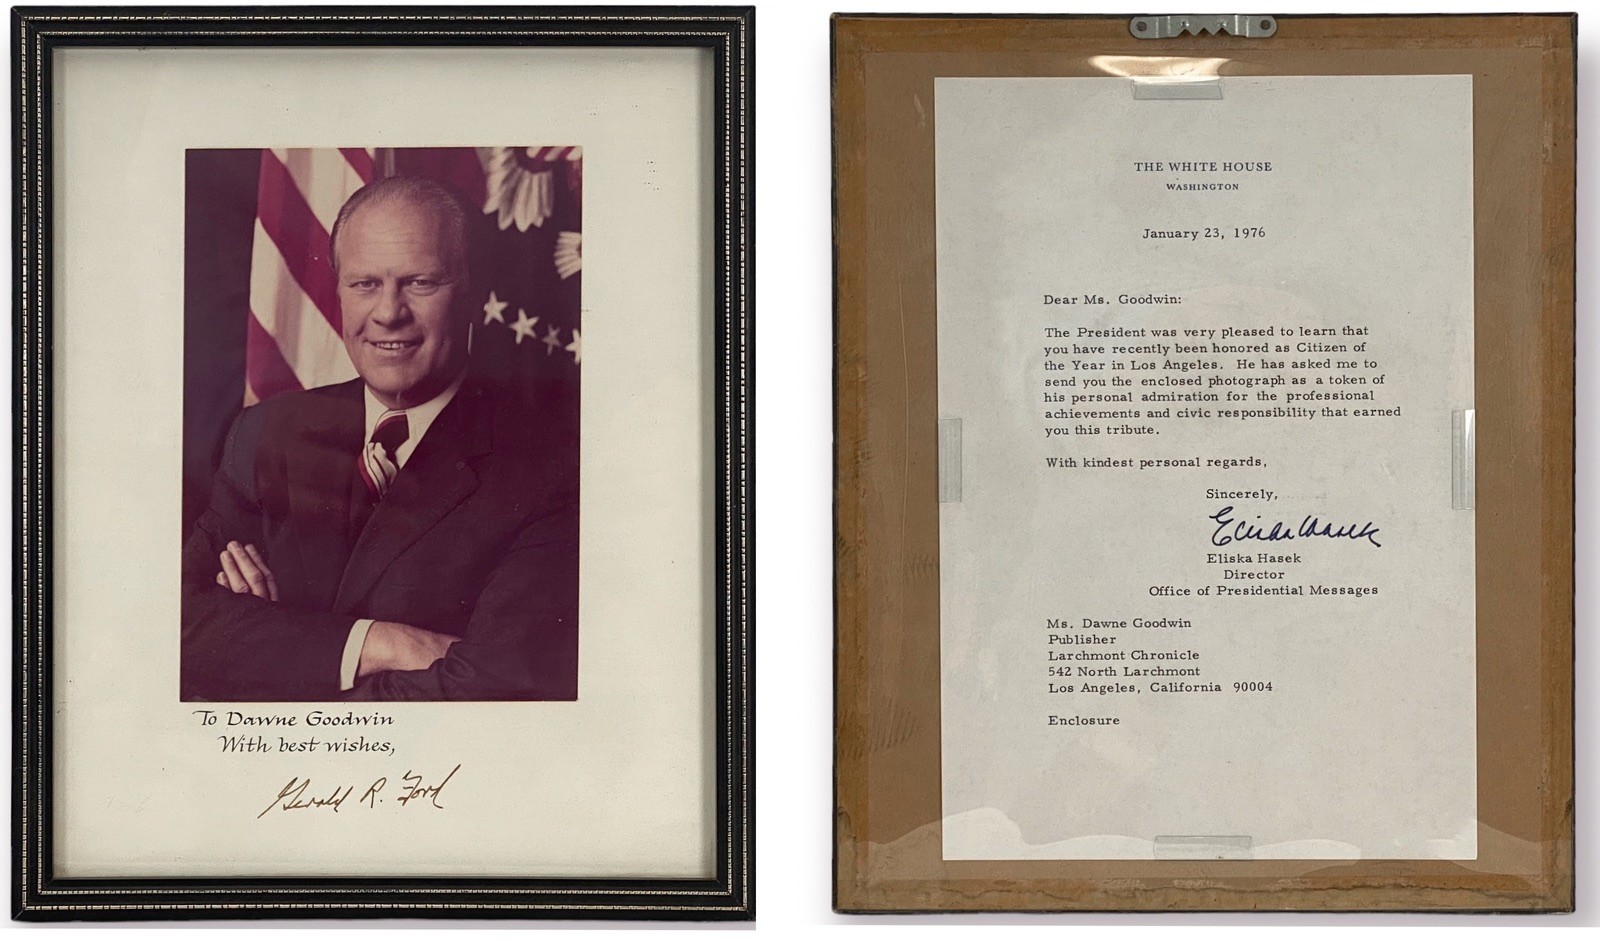 To Dawne Goodwin
With best wishes,
Gerald R. Ford
THE WHITE HOUSE
WASHINGTON
January 23, 1976
Dear Ms. Goodwin:
The President was very pleased to learn that
you have recently been honored as Citizen of
the Year in Los Angeles.  He has asked me to
send you the enclosed photograph as a token of
his personal admiration for the professional
achievements and civic responsibility that earned
you this tribute.
With kindest personal regards,
Sincerely,
Eliska Hasek
Eliska Hasek
Director
Office of Presidential Messages
Ms. Dawne Goodwin
Publisher
Larchmont Chronicle
542 North Larchmont
Los Angeles, California  90004
Enclosure